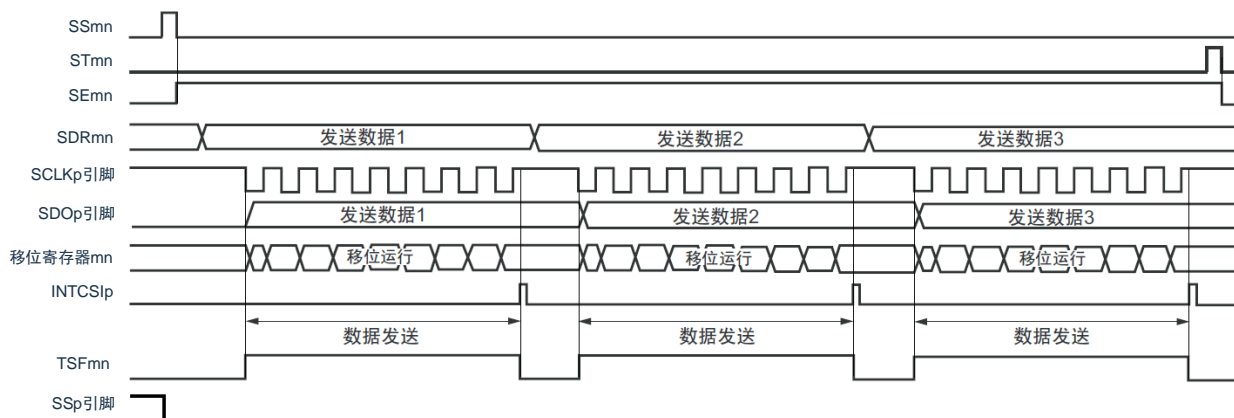 SSmn
STmn
SEmn
SDRmn 发送数据1 发送数据2 发送数据3
SCLKp引脚
SDOp引脚 发送数据1 发送数据2 发送数据3
移位寄存器mn 移位运行 移位运行 移位运行
INTCSIp
数据发送 数据发送 数据发送
TSFmn
SSp引脚